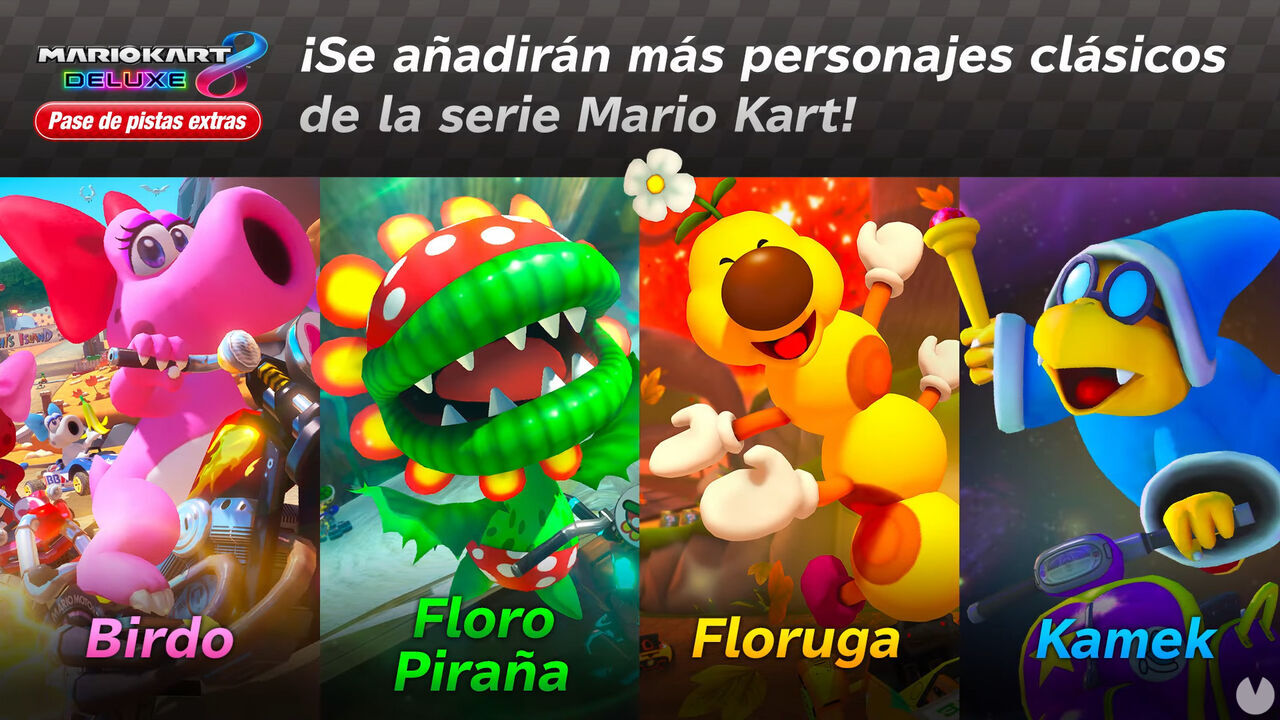 MARIOKART 8
DELUXE
Pase de pistas extras
¡Se añadirán más personajes clásicos
de la serie Mario Kart!
Birdo
Floro
Piraña
Floruga
Kamek